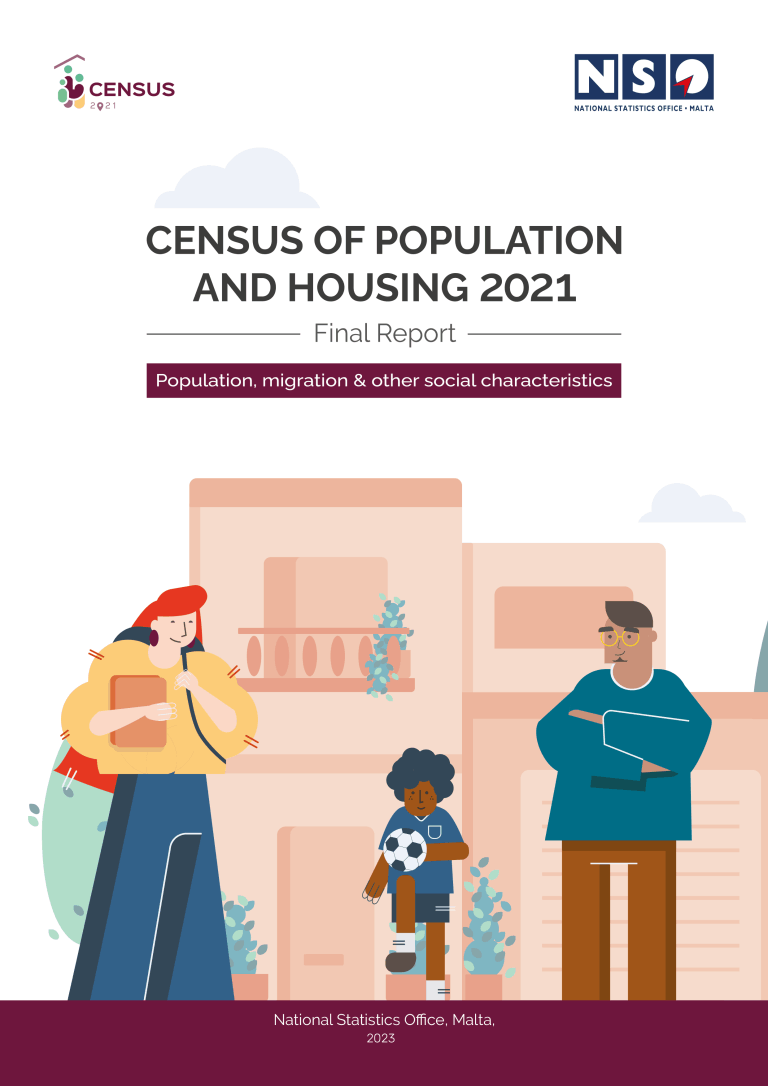 CENSUS
2021
NSO
NATIONAL STATISTICS OFFICE • MALTA
CENSUS OF POPULATION
AND HOUSING 2021
Final Report
Population, migration & other social characteristics
National Statistics Office, Malta,
2023